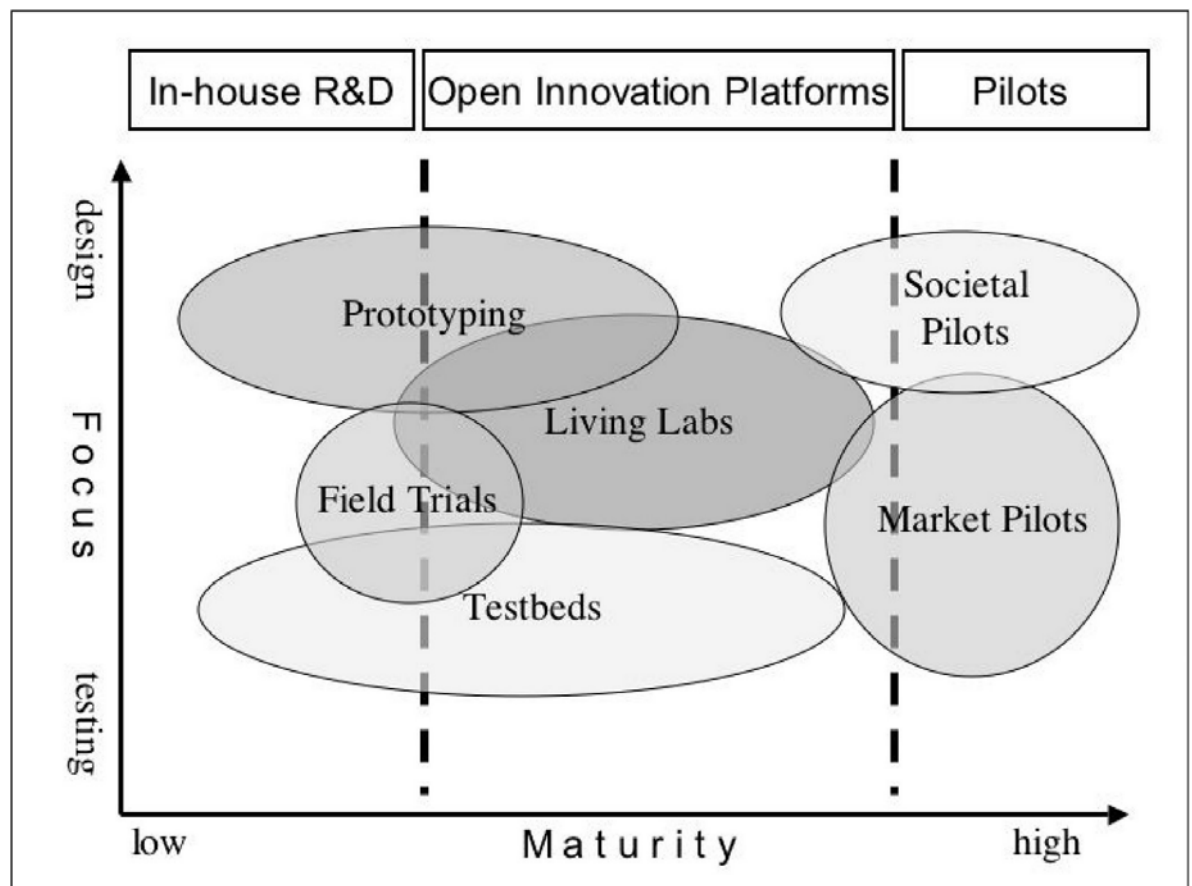 In-house R&D
Open Innovation Platforms
Pilots
design
Focus
testing
Prototyping
Societal
Pilots
Living Labs
Field Trials
Market Pilots
Testbeds
low
Maturity
high